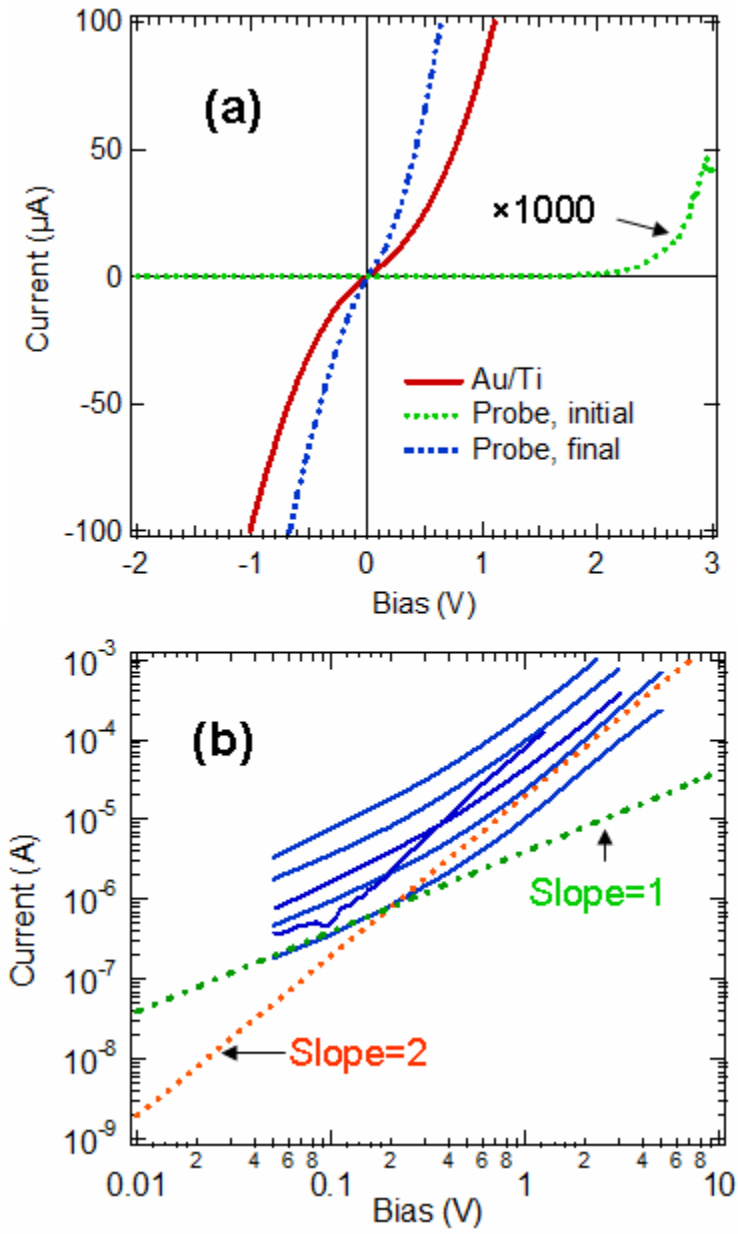 100
50
0
-50
-100
Current (µA)
(a)
×1000
Au/Ti
Probe, initial
Probe, final
-2 -1 0 1 2 3
Bias (V)
10-3
10-4
10-5
10-6
10-7
10-8
10-9
Current (A)
(b)
Slope=1
Slope=2
2 4 6 8 2 4 6 8 2 4 6 8
0.01 0.1 1 10
Bias (V)